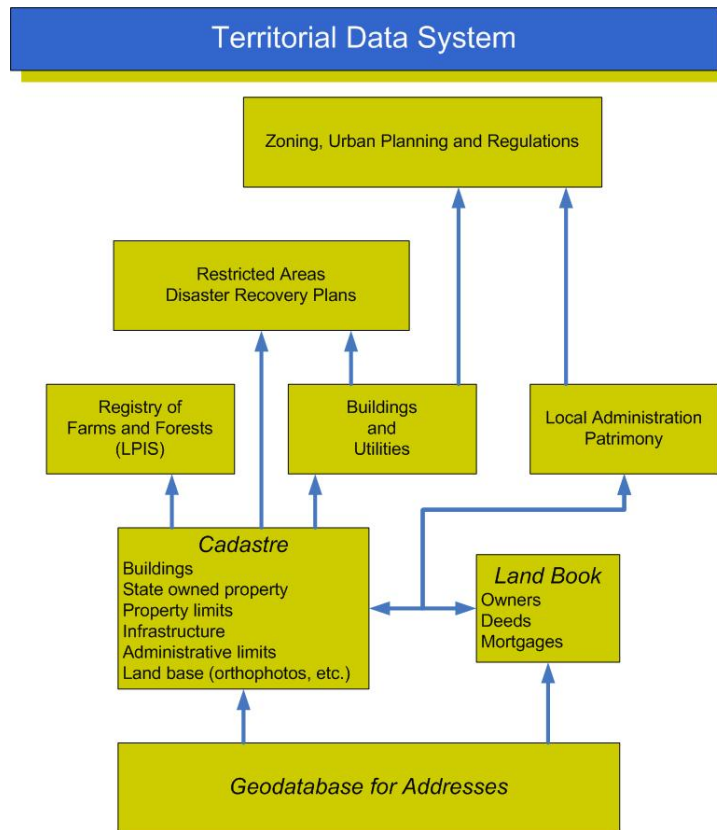 Territorial Data System
Zoning, Urban Planning and Regulations
Restricted Areas
Disaster Recovery Plans
Registry of
Farms and Forests
(LPIS)
Buildings
and
Utilities
Local Administration
Patrimony
Cadastre
Buildings
State owned property
Property limits
Infrastructure
Administrative limits
Land base (orthophotos, etc.)
Land Book
Owners
Deeds
Mortgages
Geodatabase for Addresses